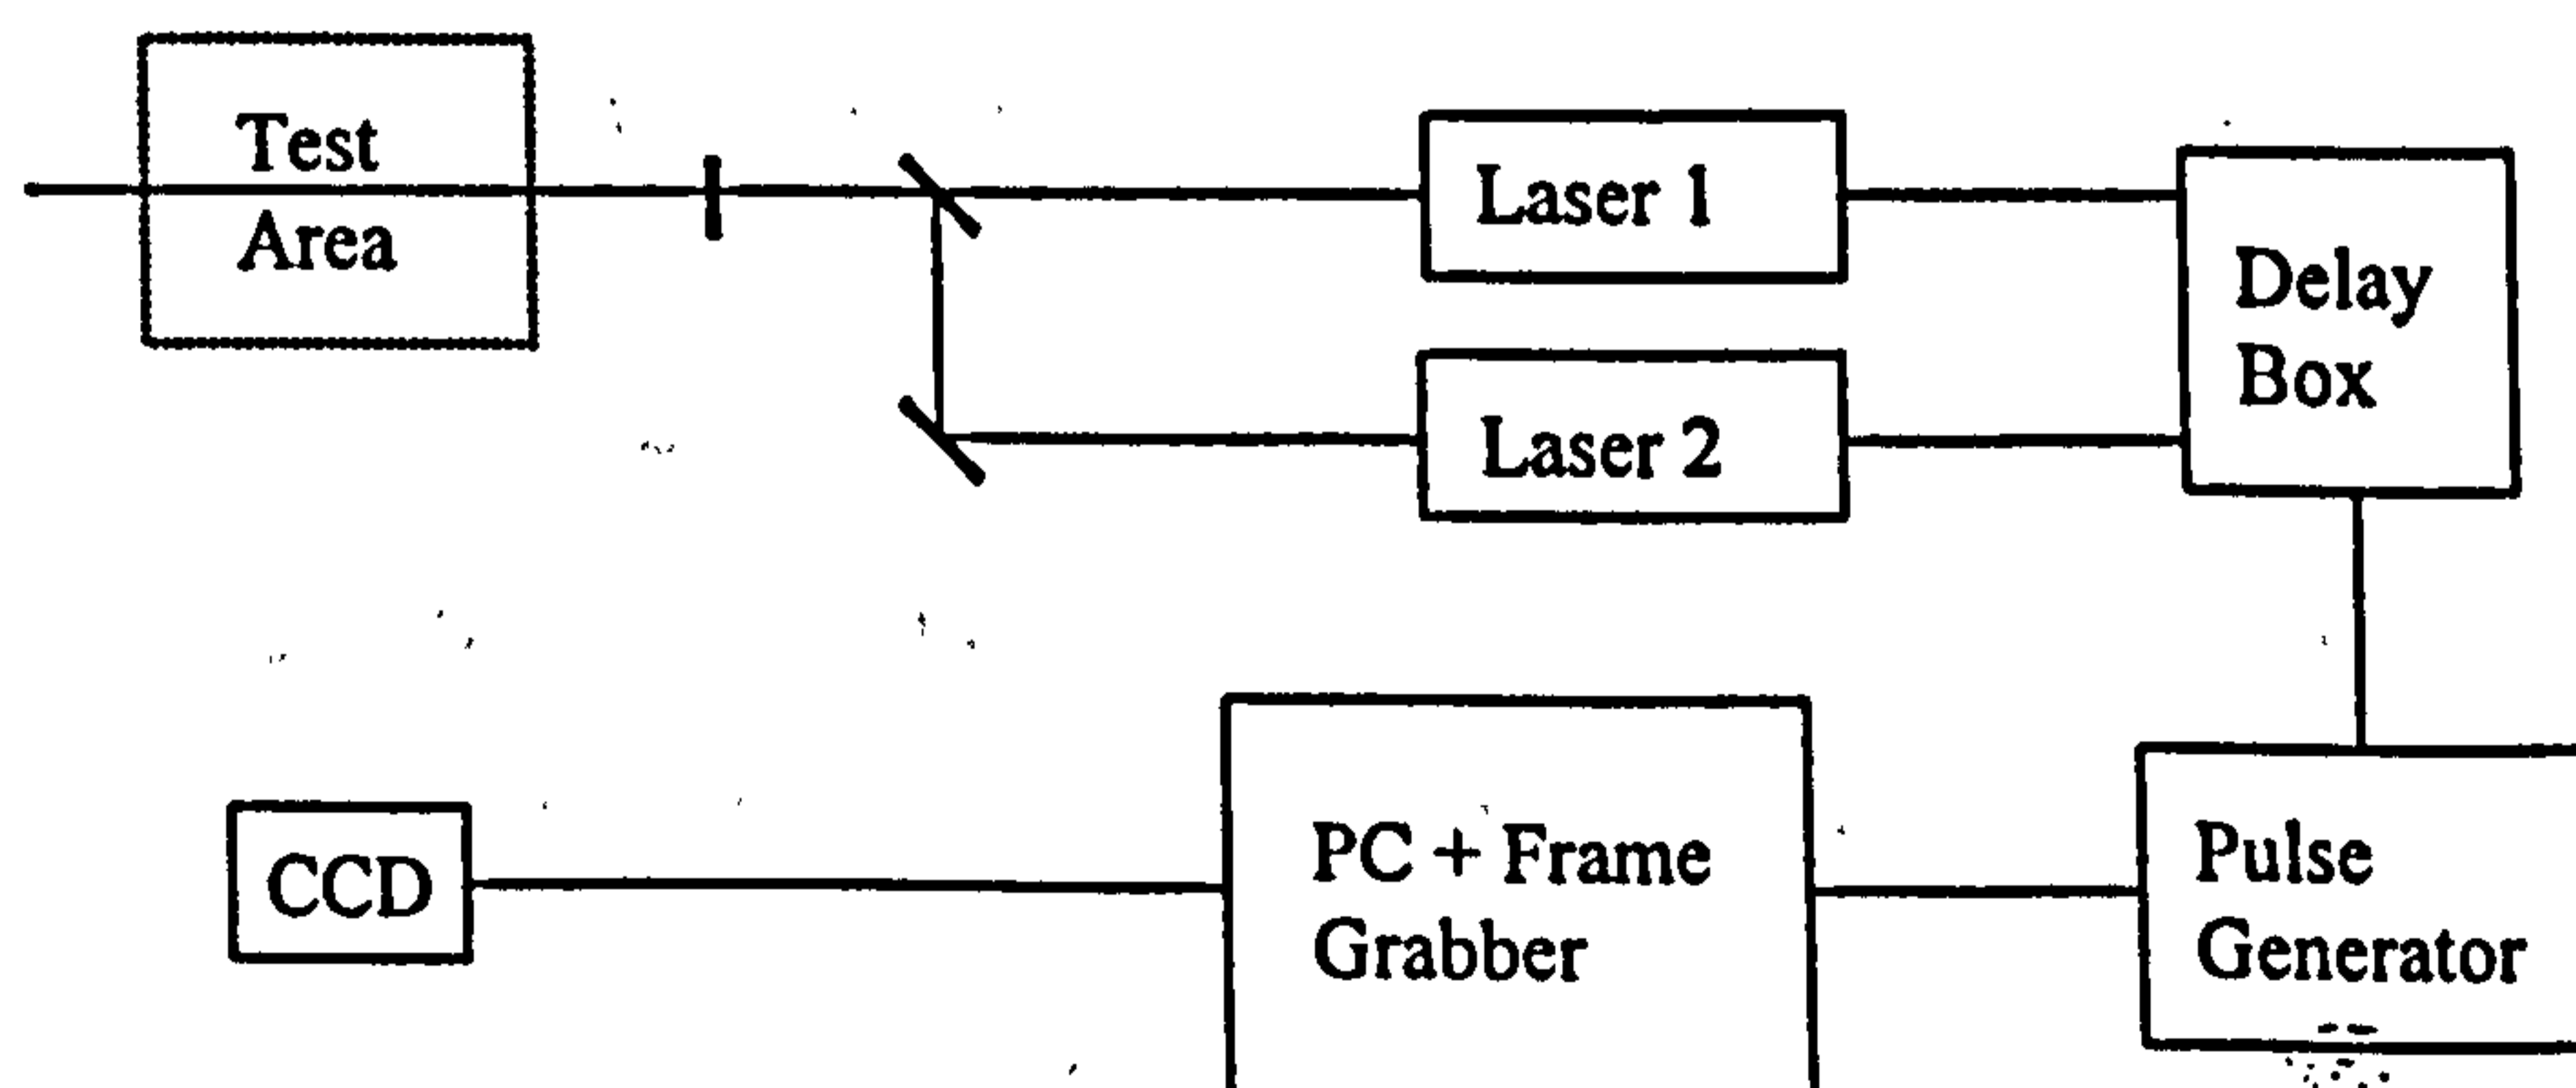 Test
Area
Laser 1
Delay
Box
Laser 2
PC + Frame
Grabber
Pulse
Generator
CCD